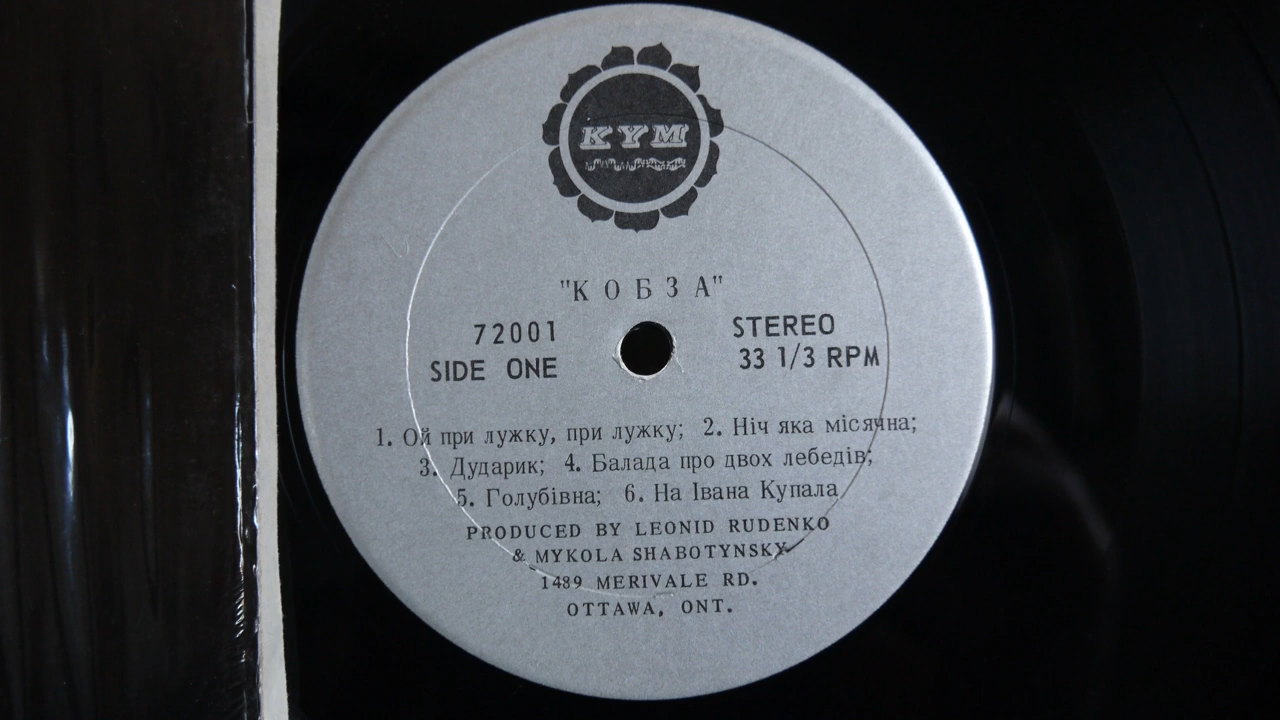 KYM
"К О Б З А"
72001 STEREO
SIDE ONE 33 1/3 RPM
1. Ой при лужку, при лужку; 2. Ніч яка місячна;
3. Дударик; 4. Балада про двох лебедів;
5. Голубівна; 6. На Івана Купала
PRODUCED BY LEONID RUDENKO
& MYKOLA SHABOTYNSKY
1489 MERIVALE RD.
OTTAWA, ONT.